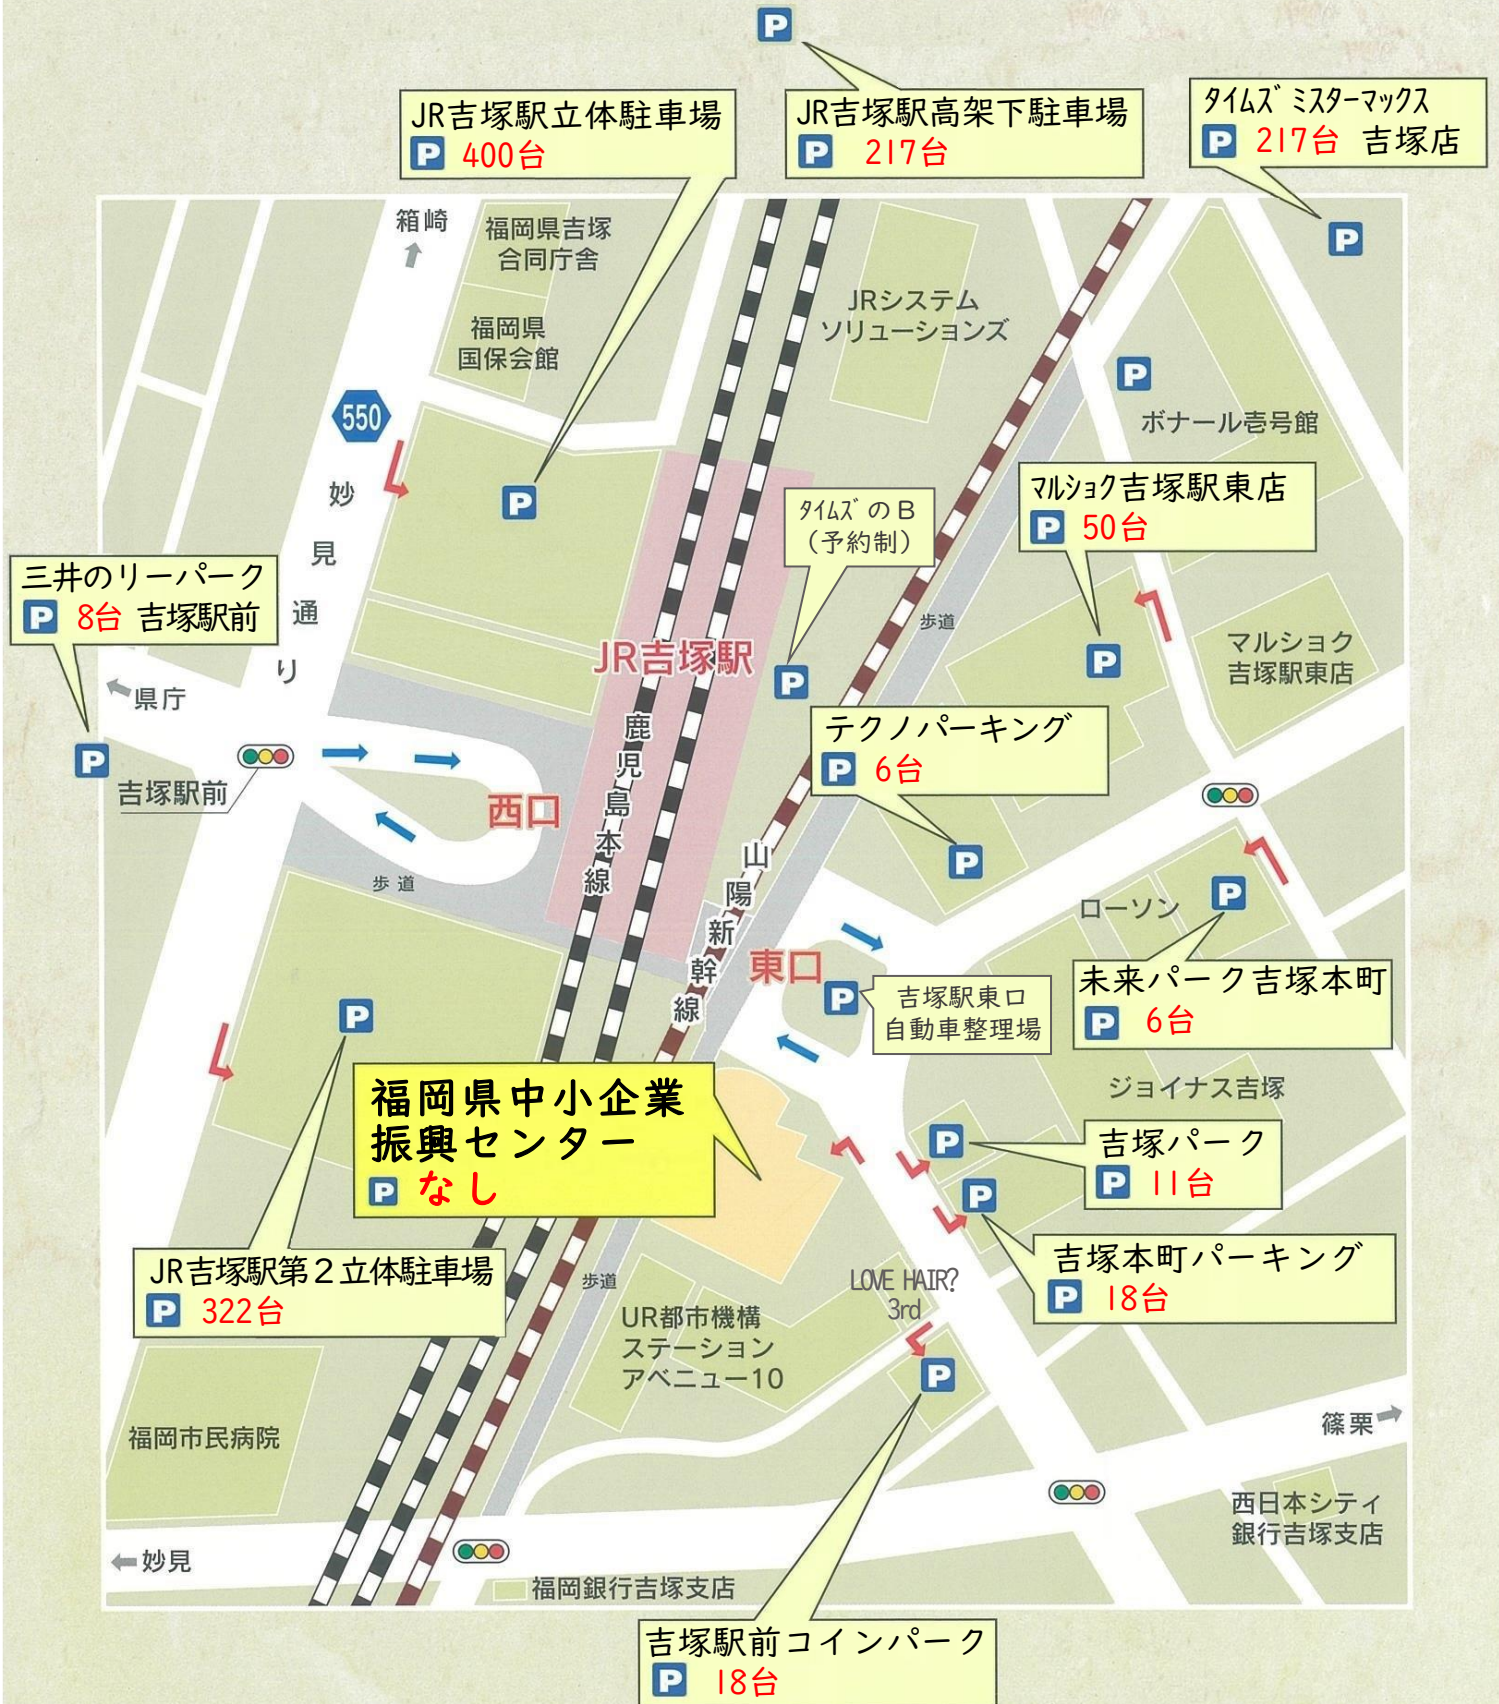 P
JR吉塚駅立体駐車場
P 400台
JR吉塚駅高架下駐車場
P 217台
タイムズ ミスターマックス
P 217台 吉塚店
P
箱崎
福岡県吉塚
合同庁舎
福岡県
国保会館
JRシステム
ソリューションズ
P
ボナール壱号館
550
妙見通り
P
タイムズのB
(予約制)
マルショク吉塚駅東店
P 50台
三井のリーパーク
P 8台 吉塚駅前
歩道
マルショク
吉塚駅東店
P
JR吉塚駅
P
県庁
P
吉塚駅前
西口
鹿児島本線
テクノパーキング
P 6台
P
山陽新幹線
歩道
ローソン
P
東口
P
吉塚駅東口
自動車整理場
未来パーク吉塚本町
P 6台
P
福岡県中小企業
振興センター
P なし
ジョイナス吉塚
P
吉塚パーク
P 11台
P
吉塚本町パーキング
P 18台
JR吉塚駅第2立体駐車場
P 322台
歩道
LOVE HAIR?
3rd
UR都市機構
ステーション
アベニュー10
P
福岡市民病院
篠栗
西日本シティ
銀行吉塚支店
妙見
福岡銀行吉塚支店
吉塚駅前コインパーク
P 18台